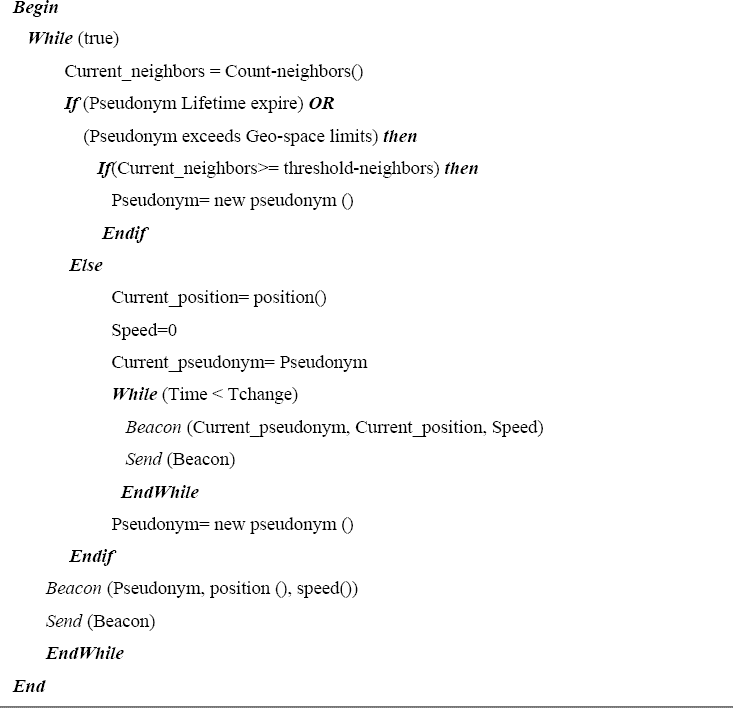 Begin
While (true)
Current_neighbors = Count-neighbors()
If (Pseudonym Lifetime expire) OR
(Pseudonym exceeds Geo-space limits) then
If(Current_neighbors>= threshold-neighbors) then
Pseudonym= new pseudonym ()
Endif
Else
Current_position= position()
Speed=0
Current_pseudonym= Pseudonym
While (Time < Tchange)
Beacon (Current_pseudonym, Current_position, Speed)
Send (Beacon)
EndWhile
Pseudonym= new pseudonym ()
Endif
Beacon (Pseudonym, position (), speed())
Send (Beacon)
EndWhile
End